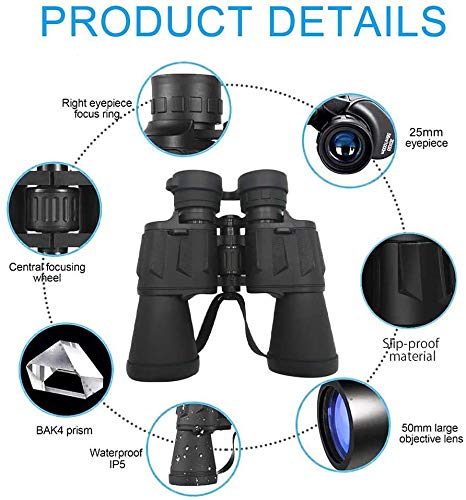 PRODUCT DETAILS
Right eyepiece
focus ring
25mm
eyepiece
Central focusing
wheel
Slip-proof
material
BAK4 prism
Waterproof
IP5
50mm large
objective lens